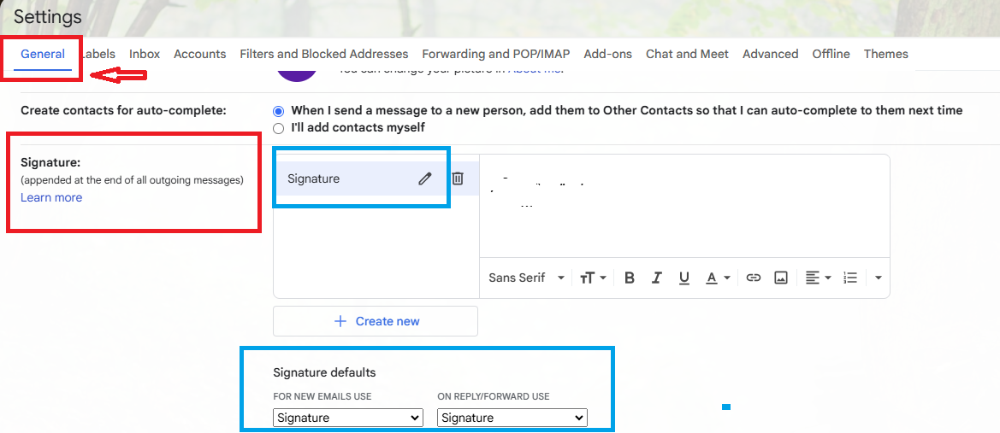 Settings
General Labels Inbox Accounts Filters and Blocked Addresses Forwarding and POP/IMAP Add-ons Chat and Meet Advanced Offline Themes
You can change your picture in About me.
Create contacts for auto-complete:
When I send a message to a new person, add them to Other Contacts so that I can auto-complete to them next time
I'll add contacts myself
Signature:
(appended at the end of all outgoing messages)
Learn more
Signature
Sans Serif
Create new
Signature defaults
FOR NEW EMAILS USE ON REPLY/FORWARD USE
Signature Signature